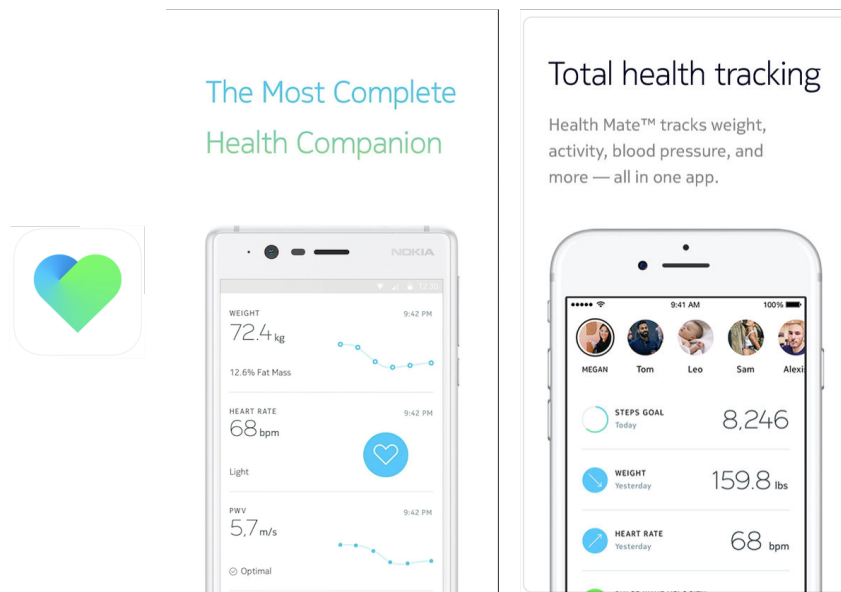 The Most Complete
Health Companion
NOKIA
12:30
WEIGHT
9:42 PM
72.4 kg
12.6% Fat Mass
HEART RATE
9:42 PM
68 bpm
Light
PWV
9:42 PM
5,7 m/s
Optimal
Total health tracking
Health Mate™ tracks weight,
activity, blood pressure, and
more — all in one app.
9:41 AM
100%
MEGAN
Tom
Leo
Sam
Alexi
STEPS GOAL
Today
8,246
WEIGHT
Yesterday
159.8 lbs
HEART RATE
Yesterday
68 bpm